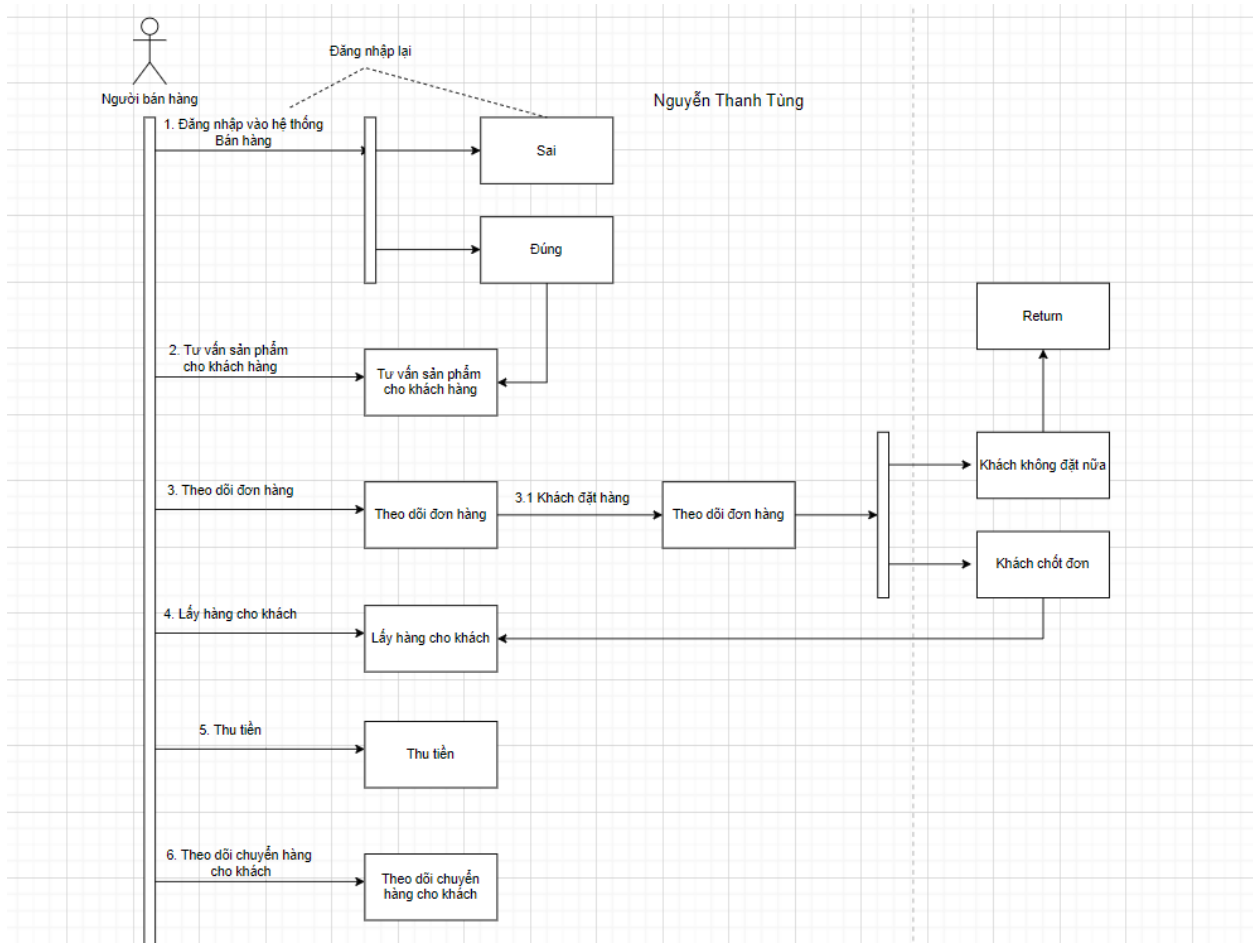 Đăng nhập lại
Người bán hàng
Nguyễn Thanh Tùng
1. Đăng nhập vào hệ thống
Bán hàng
Sai
Đúng
Return
2. Tư vấn sản phẩm
cho khách hàng
Tư vấn sản phẩm
cho khách hàng
Khách không đặt nữa
3. Theo dõi đơn hàng
3.1 Khách đặt hàng
Theo dõi đơn hàng
Theo dõi đơn hàng
Khách chốt đơn
4. Lấy hàng cho khách
Lấy hàng cho khách
5. Thu tiền
Thu tiền
6. Theo dõi chuyển hàng
cho khách
Theo dõi chuyển
hàng cho khách